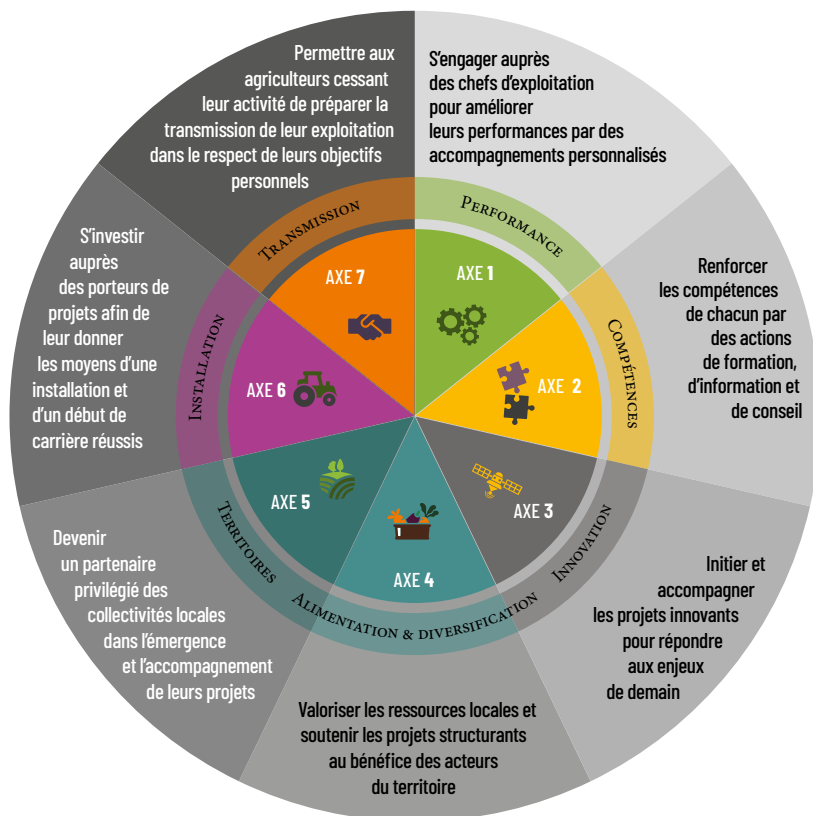 S'engager auprès
des chefs d'exploitation
pour améliorer
leurs performances par des
accompagnements personnalisés
PERFORMANCE
AXE 1
Renforcer
les compétences
de chacun par
des actions
de formation,
d'information et
de conseil
COMPÉTENCES
AXE 2
Initier et
accompagner
les projets innovants
pour répondre
aux enjeux
de demain
INNOVATION
AXE 3
Valoriser les ressources locales et
soutenir les projets structurants
au bénéfice des acteurs
du territoire
ALIMENTATION & DIVERSIFICATION
AXE 4
Devenir
un partenaire
privilégié des
collectivités locales
dans l'émergence
et l'accompagnement
de leurs projets
TERRITOIRES
AXE 5
S'investir
auprès
des porteurs de
projets afin de
leur donner
les moyens d'une
installation et
d'un début de
carrière réussis
INSTALLATION
AXE 6
Permettre aux
agriculteurs cessant
leur activité de préparer la
transmission de leur exploitation
dans le respect de leurs objectifs
personnels
TRANSMISSION
AXE 7